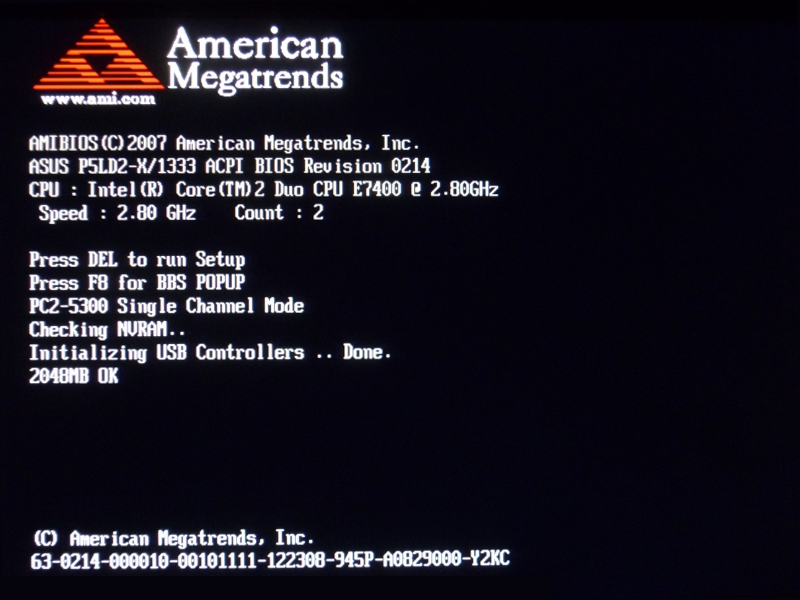 American
Megatrends
www.ami.com
AMIBIOS(C)2007 American Megatrends, Inc.
ASUS P5LD2-X/1333 ACPI BIOS Revision 0214
CPU : Intel(R) Core(TM)2 Duo CPU E7400 @ 2.80GHz
Speed : 2.80 GHz Count : 2
Press DEL to run Setup
Press F8 for BBS POPUP
PC2-5300 Single Channel Mode
Checking NVRAM..
Initializing USB Controllers .. Done.
2048MB OK
(C) American Megatrends, Inc.
63-0214-000010-00101111-122308-945P-A0829000-Y2KC